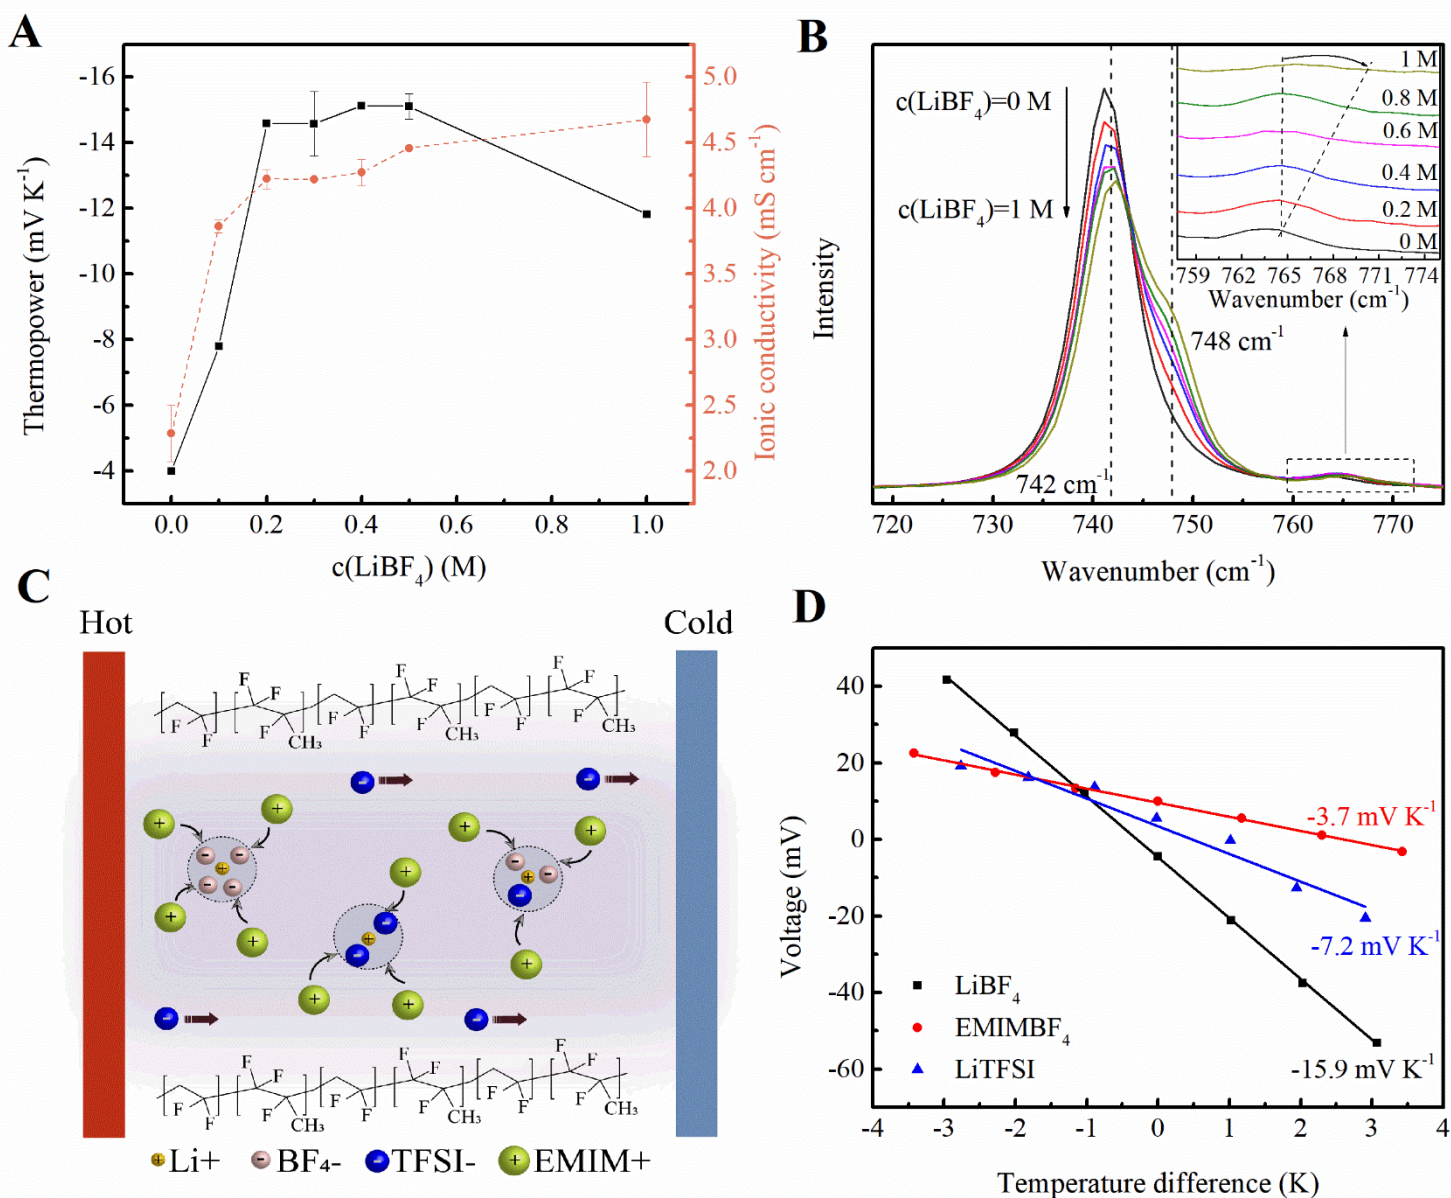 A
Thermopower (mV K-1)
-16
-14
-12
-10
-8
-6
-4
5.0
4.5
4.0
3.5
3.0
2.5
2.0
Ionic conductivity (mS cm-1)
0.0 0.2 0.4 0.6 0.8 1.0
c(LiBF4) (M)
B
Intensity
c(LiBF4)=0 M
c(LiBF4)=1 M
742 cm-1
748 cm-1
1 M
0.8 M
0.6 M
0.4 M
0.2 M
0 M
759 762 765 768 771 774
Wavenumber (cm-1)
720 730 740 750 760 770
Wavenumber (cm-1)
C
Hot
Cold
F F F F F F
F F F F F F
F F F
CH3 CH3 CH3
F F F F F F
F F F F F F
F F F
CH3 CH3 CH3
Li+ BF4- TFSI- EMIM+
D
Voltage (mV)
40
20
0
-20
-40
-60
-3.7 mV K-1
-7.2 mV K-1
-15.9 mV K-1
LiBF4
EMIMBF4
LiTFSI
-4 -3 -2 -1 0 1 2 3 4
Temperature difference (K)